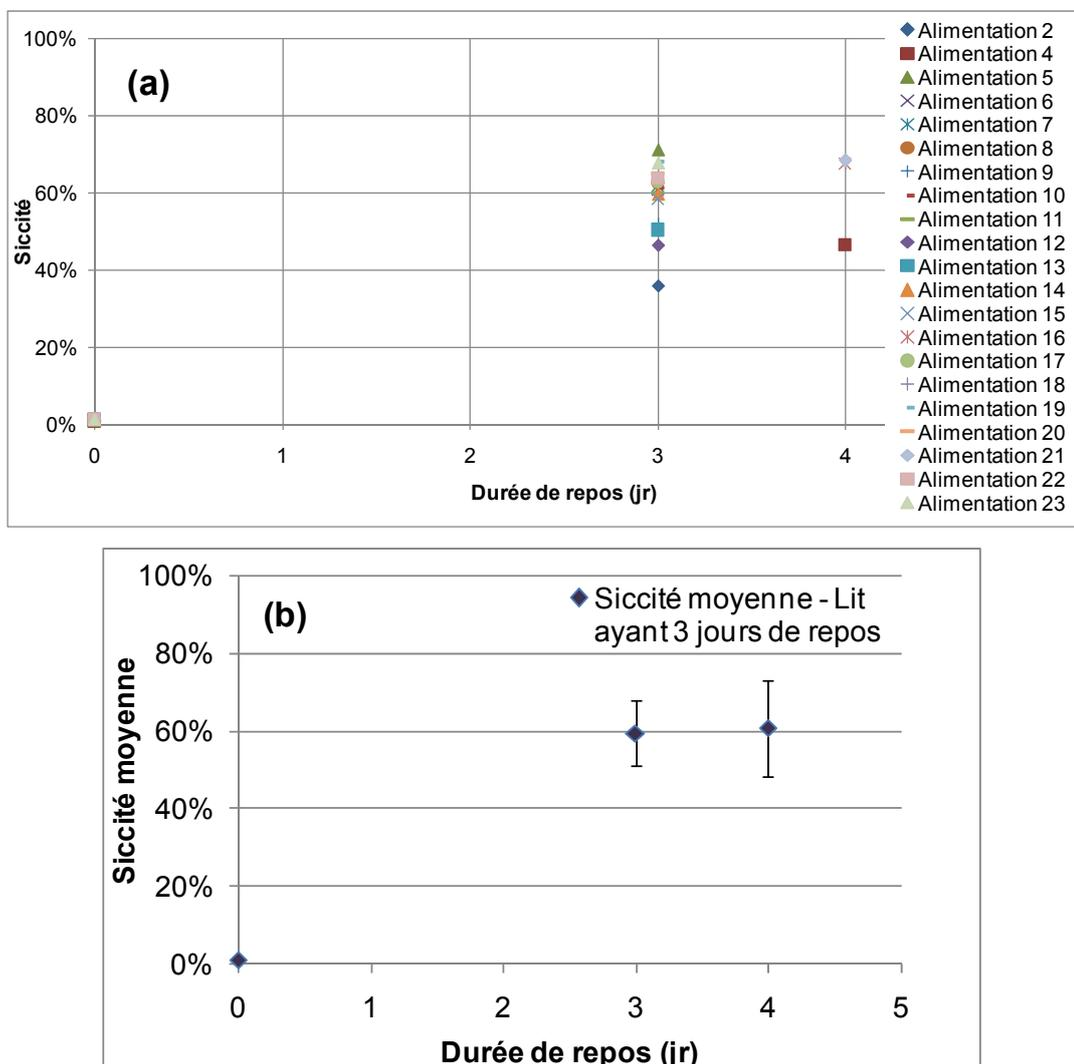 100%
(a)
80%
60%
40%
20%
0%
Siccité
0 1 2 3 4
Durée de repos (jr)
Alimentation 2
Alimentation 4
Alimentation 5
Alimentation 6
Alimentation 7
Alimentation 8
Alimentation 9
Alimentation 10
Alimentation 11
Alimentation 12
Alimentation 13
Alimentation 14
Alimentation 15
Alimentation 16
Alimentation 17
Alimentation 18
Alimentation 19
Alimentation 20
Alimentation 21
Alimentation 22
Alimentation 23
100%
(b)
Siccité moyenne - Lit
ayant 3 jours de repos
80%
60%
40%
20%
0%
Siccité moyenne
0 1 2 3 4 5
Durée de repos (jr)